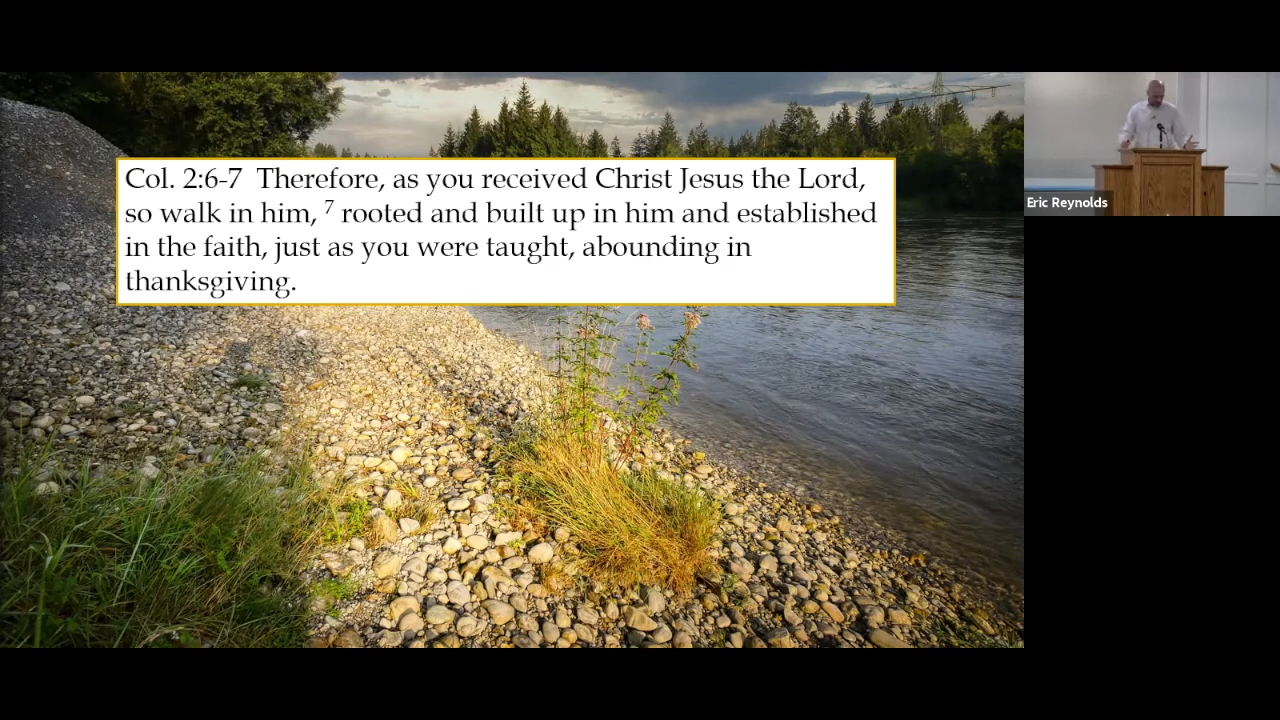 Col. 2:6-7  Therefore, as you received Christ Jesus the Lord,
so walk in him, ⁷ rooted and built up in him and established
in the faith, just as you were taught, abounding in
thanksgiving.
Eric Reynolds